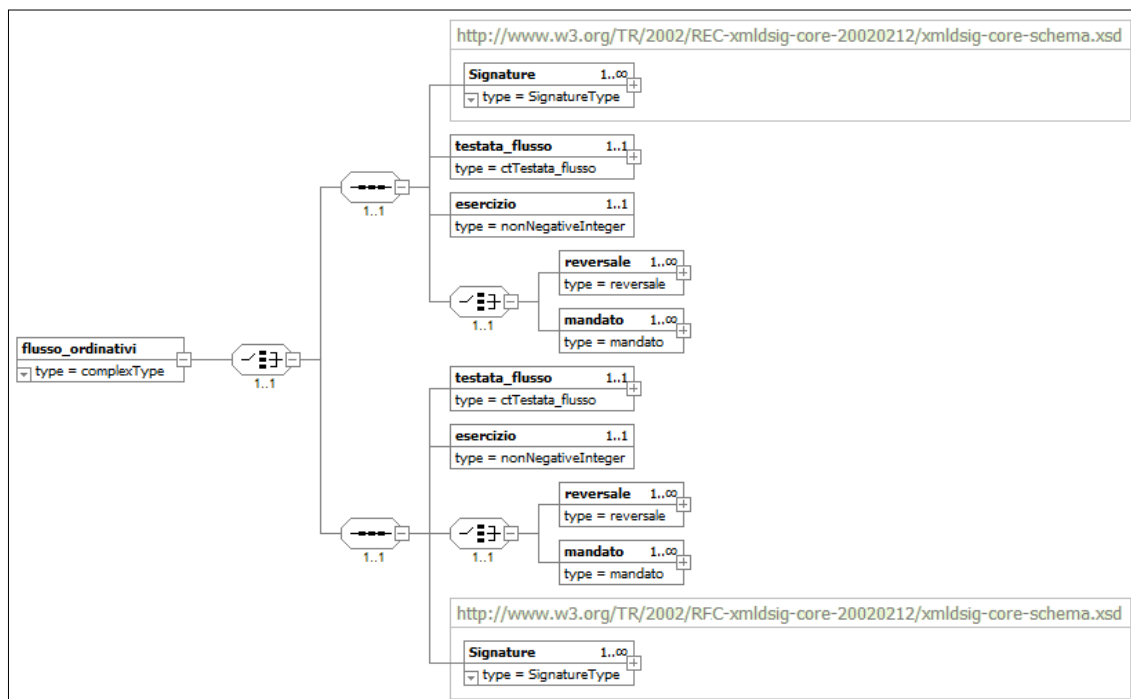 http://www.w3.org/TR/2002/REC-xmldsig-core-20020212/xmldsig-core-schema.xsd
Signature 1..∞
type = SignatureType
testata_flusso 1..1
type = ctTestata_flusso
1..1
esercizio 1..1
type = nonNegativeInteger
reversale 1..∞
type = reversale
1..1
mandato 1..∞
type = mandato
flusso_ordinativi
type = complexType
1..1
testata_flusso 1..1
type = ctTestata_flusso
esercizio 1..1
type = nonNegativeInteger
reversale 1..∞
type = reversale
1..1
1..1
mandato 1..∞
type = mandato
http://www.w3.org/TR/2002/REC-xmldsig-core-20020212/xmldsig-core-schema.xsd
Signature 1..∞
type = SignatureType